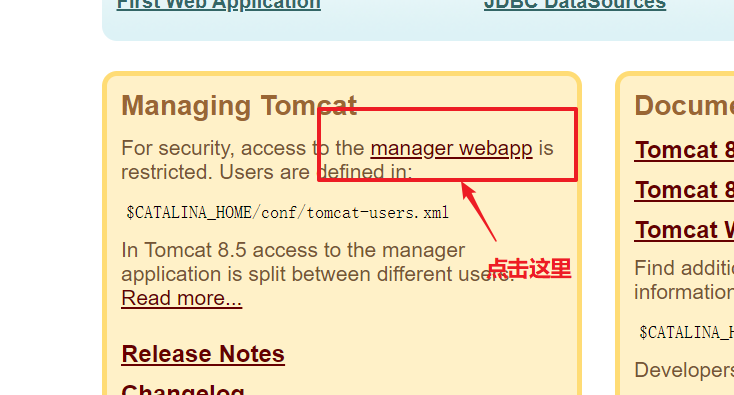 First Web Application
JDBC DataSources
Managing Tomcat
For security, access to the manager webapp is
restricted. Users are defined in:
$CATALINA_HOME/conf/tomcat-users.xml
In Tomcat 8.5 access to the manager
application is split between different users.
Read more...
Release Notes
Changelog
点击这里
Docume
Tomcat 8
Tomcat 8
Tomcat W
Find additio
information
$CATALINA_H
Developers